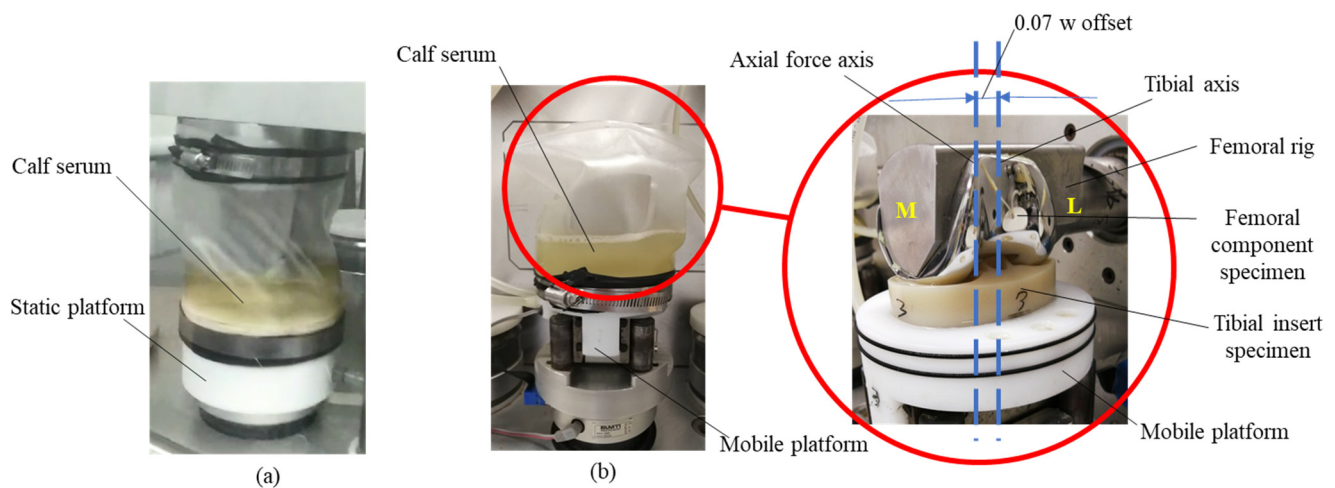 0.07 w offset
Calf serum
Axial force axis
Tibial axis
Calf serum
Femoral rig
M
L
Femoral
component
specimen
Static platform
3
3
Tibial insert
specimen
BUMTI
Mobile platform
Mobile platform
(a)
(b)